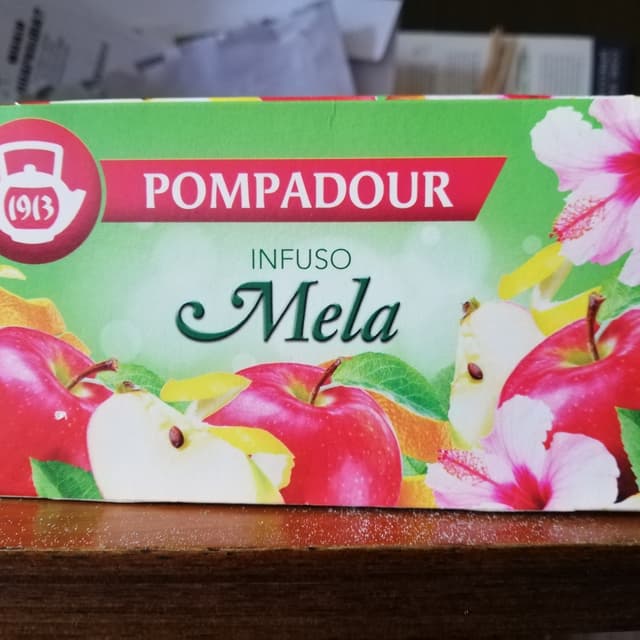 1913
POMPADOUR
INFUSO
Mela